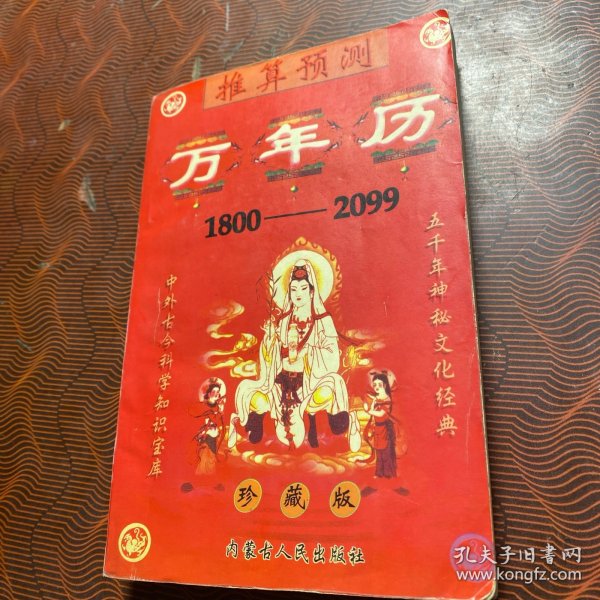 推算预测
万年历
1800——2099
五千年神秘文化经典
中外古今科学知识宝库
珍藏版
内蒙古人民出版社
孔夫子旧书网
www.kongfz.com